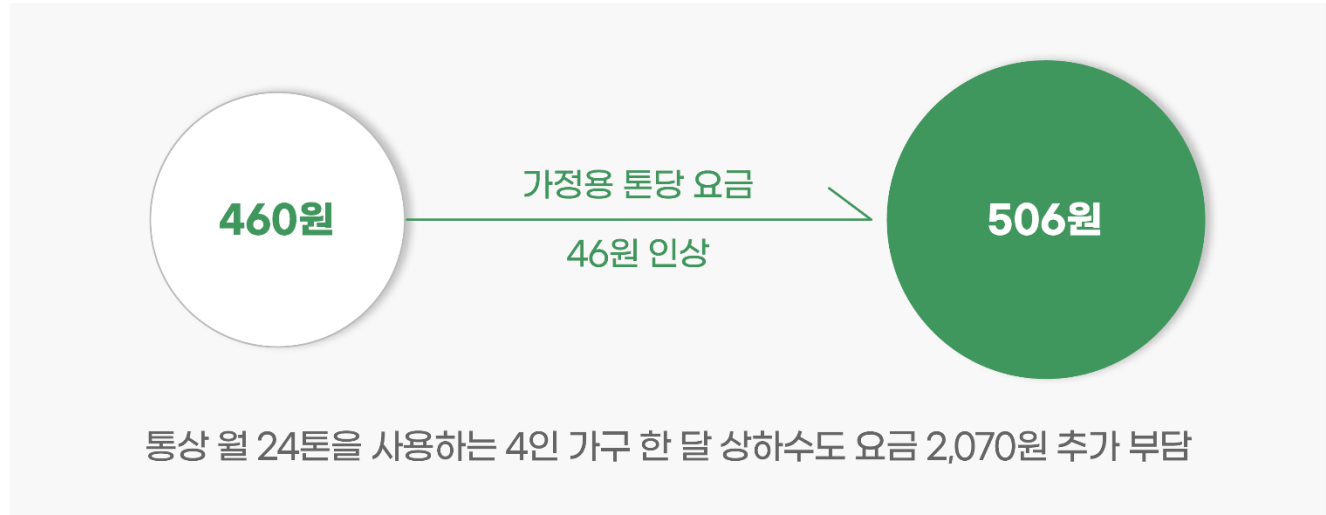 460원
가정용 톤당 요금
46원 인상
506원
통상 월 24톤을 사용하는 4인 가구 한 달 상하수도 요금 2,070원 추가 부담